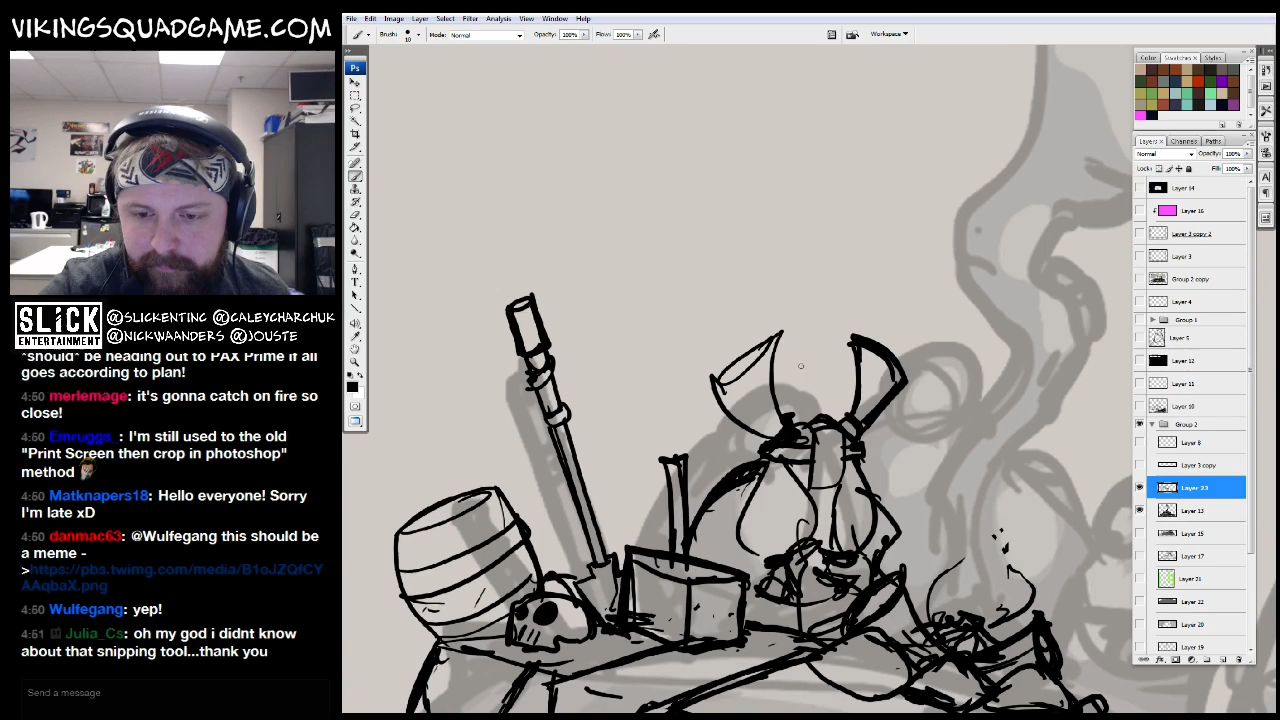 VIKINGSQUADGAME.COM
SLICK
ENTERTAINMENT
@SLICKENTINC @CALEYCHARCHUK
@NICKWAANDERS @JOUSTE
*should* be heading out to PAX Prime if all
goes according to plan!
4:50 merlemage: it's gonna catch on fire so
close!
4:50 Emruggs_: I'm still used to the old
"Print Screen then crop in photoshop"
method
4:50 Matknapers18: Hello everyone! Sorry
I'm late xD
4:50 danmac63: @Wulfegang this should be
a meme -
>https://pbs.twimg.com/media/B1oJZQfCY
AAqbaX.png
4:50 Wulfegang: yep!
4:51 Julia_Cs: oh my god i didnt know
about that snipping tool...thank you
Send a message
File Edit Image Layer Select Filter Analysis View Window Help
Brush: 10 Mode: Normal Opacity: 100% Flow: 100% Workspace
Ps
Color Swatches x Styles
Layers x Channels Paths
Normal Opacity: 100%
Lock: Fill: 100%
Layer 14
Layer 16
Layer 3 copy 2
Layer 3
Group 2 copy
Layer 4
Group 1
Layer 5
Layer 12
Layer 11
Layer 10
Group 2
Layer 8
Layer 3 copy
Layer 23
Layer 13
Layer 15
Layer 17
Layer 21
Layer 22
Layer 20
Layer 19